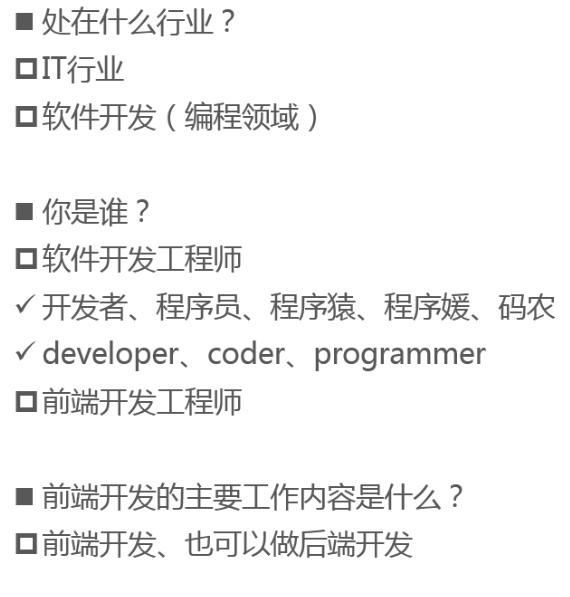 ■ 处在什么行业？
◘ IT行业
◘ 软件开发（编程领域）
■ 你是谁？
◘ 软件开发工程师
✓ 开发者、程序员、程序猿、程序媛、码农
✓ developer、coder、programmer
◘ 前端开发工程师
■ 前端开发的主要工作内容是什么？
◘ 前端开发、也可以做后端开发